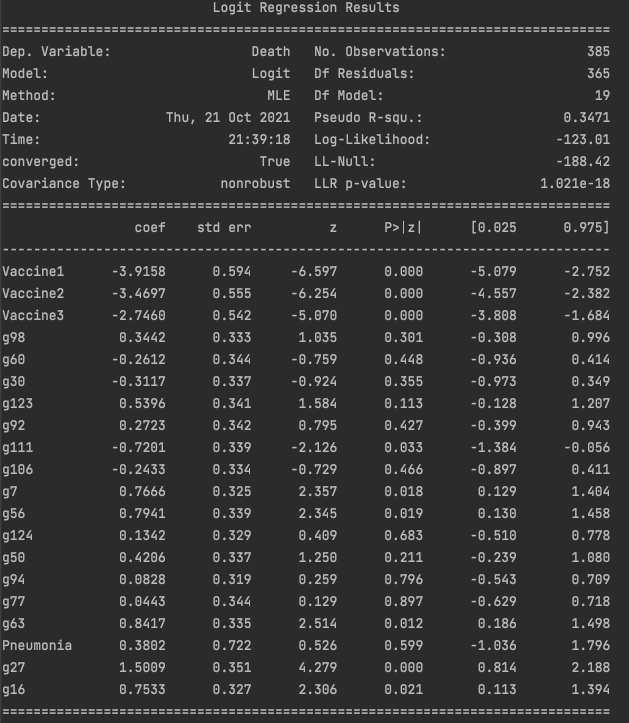 Logit Regression Results
==============================================================================
Dep. Variable: Death No. Observations: 385
Model: Logit Df Residuals: 365
Method: MLE Df Model: 19
Date: Thu, 21 Oct 2021 Pseudo R-squ.: 0.3471
Time: 21:39:18 Log-Likelihood: -123.01
converged: True LL-Null: -188.42
Covariance Type: nonrobust LLR p-value: 1.021e-18
==============================================================================
coef std err z P>|z| [0.025 0.975]
------------------------------------------------------------------------------
Vaccine1 -3.9158 0.594 -6.597 0.000 -5.079 -2.752
Vaccine2 -3.4697 0.555 -6.254 0.000 -4.557 -2.382
Vaccine3 -2.7460 0.542 -5.070 0.000 -3.808 -1.684
g98 0.3442 0.333 1.035 0.301 -0.308 0.996
g60 -0.2612 0.344 -0.759 0.448 -0.936 0.414
g30 -0.3117 0.337 -0.924 0.355 -0.973 0.349
g123 0.5396 0.341 1.584 0.113 -0.128 1.207
g92 0.2723 0.342 0.795 0.427 -0.399 0.943
g111 -0.7201 0.339 -2.126 0.033 -1.384 -0.056
g106 -0.2433 0.334 -0.729 0.466 -0.897 0.411
g7 0.7666 0.325 2.357 0.018 0.129 1.404
g56 0.7941 0.339 2.345 0.019 0.130 1.458
g124 0.1342 0.329 0.409 0.683 -0.510 0.778
g50 0.4206 0.337 1.250 0.211 -0.239 1.080
g94 0.0828 0.319 0.259 0.796 -0.543 0.709
g77 0.0443 0.344 0.129 0.897 -0.629 0.718
g63 0.8417 0.335 2.514 0.012 0.186 1.498
Pneumonia 0.3802 0.722 0.526 0.599 -1.036 1.796
g27 1.5009 0.351 4.279 0.000 0.814 2.188
g16 0.7533 0.327 2.306 0.021 0.113 1.394
==============================================================================